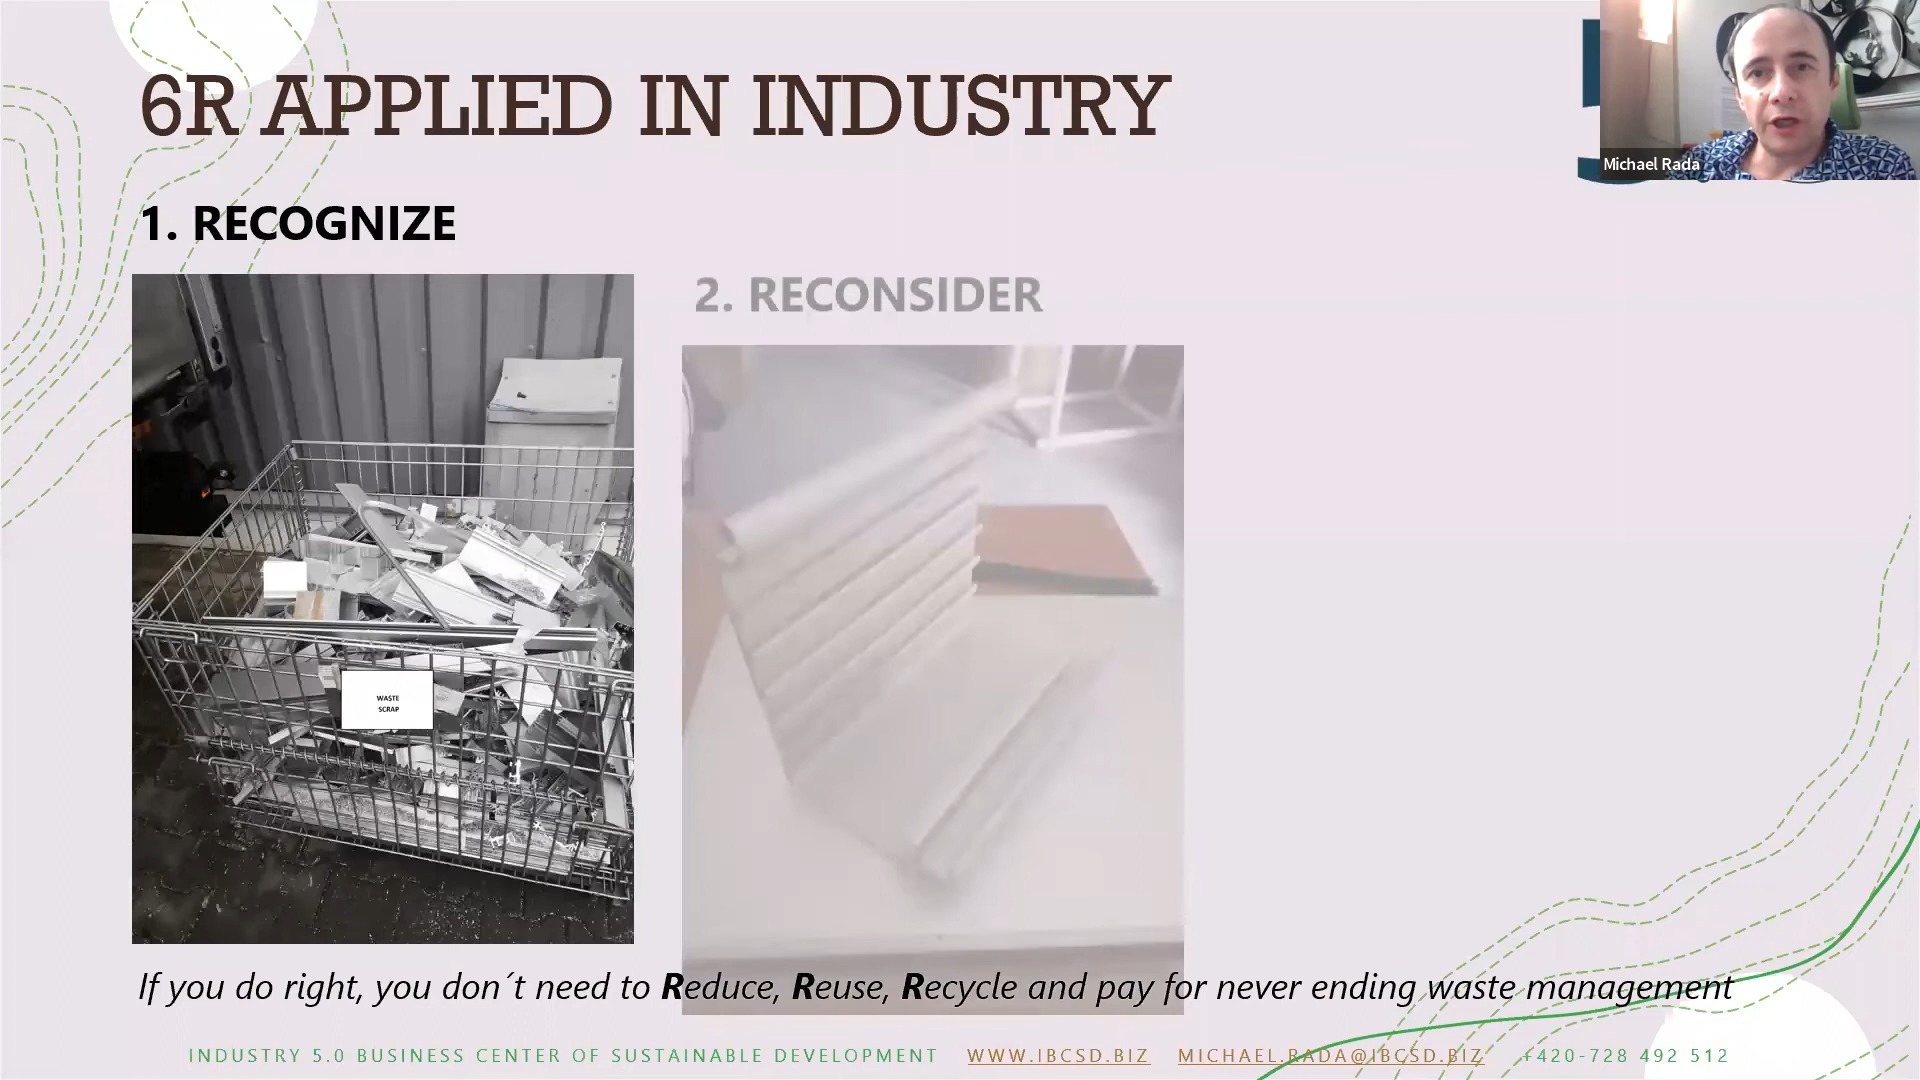 6R APPLIED IN INDUSTRY
Michael Rada
1. RECOGNIZE
2. RECONSIDER
WASTE
SCRAP
If you do right, you don´t need to Reduce, Reuse, Recycle and pay for never ending waste management
INDUSTRY 5.0 BUSINESS CENTER OF SUSTAINABLE DEVELOPMENT WWW.IBCSD.BIZ MICHAEL.RADA@IBCSD.BIZ +420-728 492 512